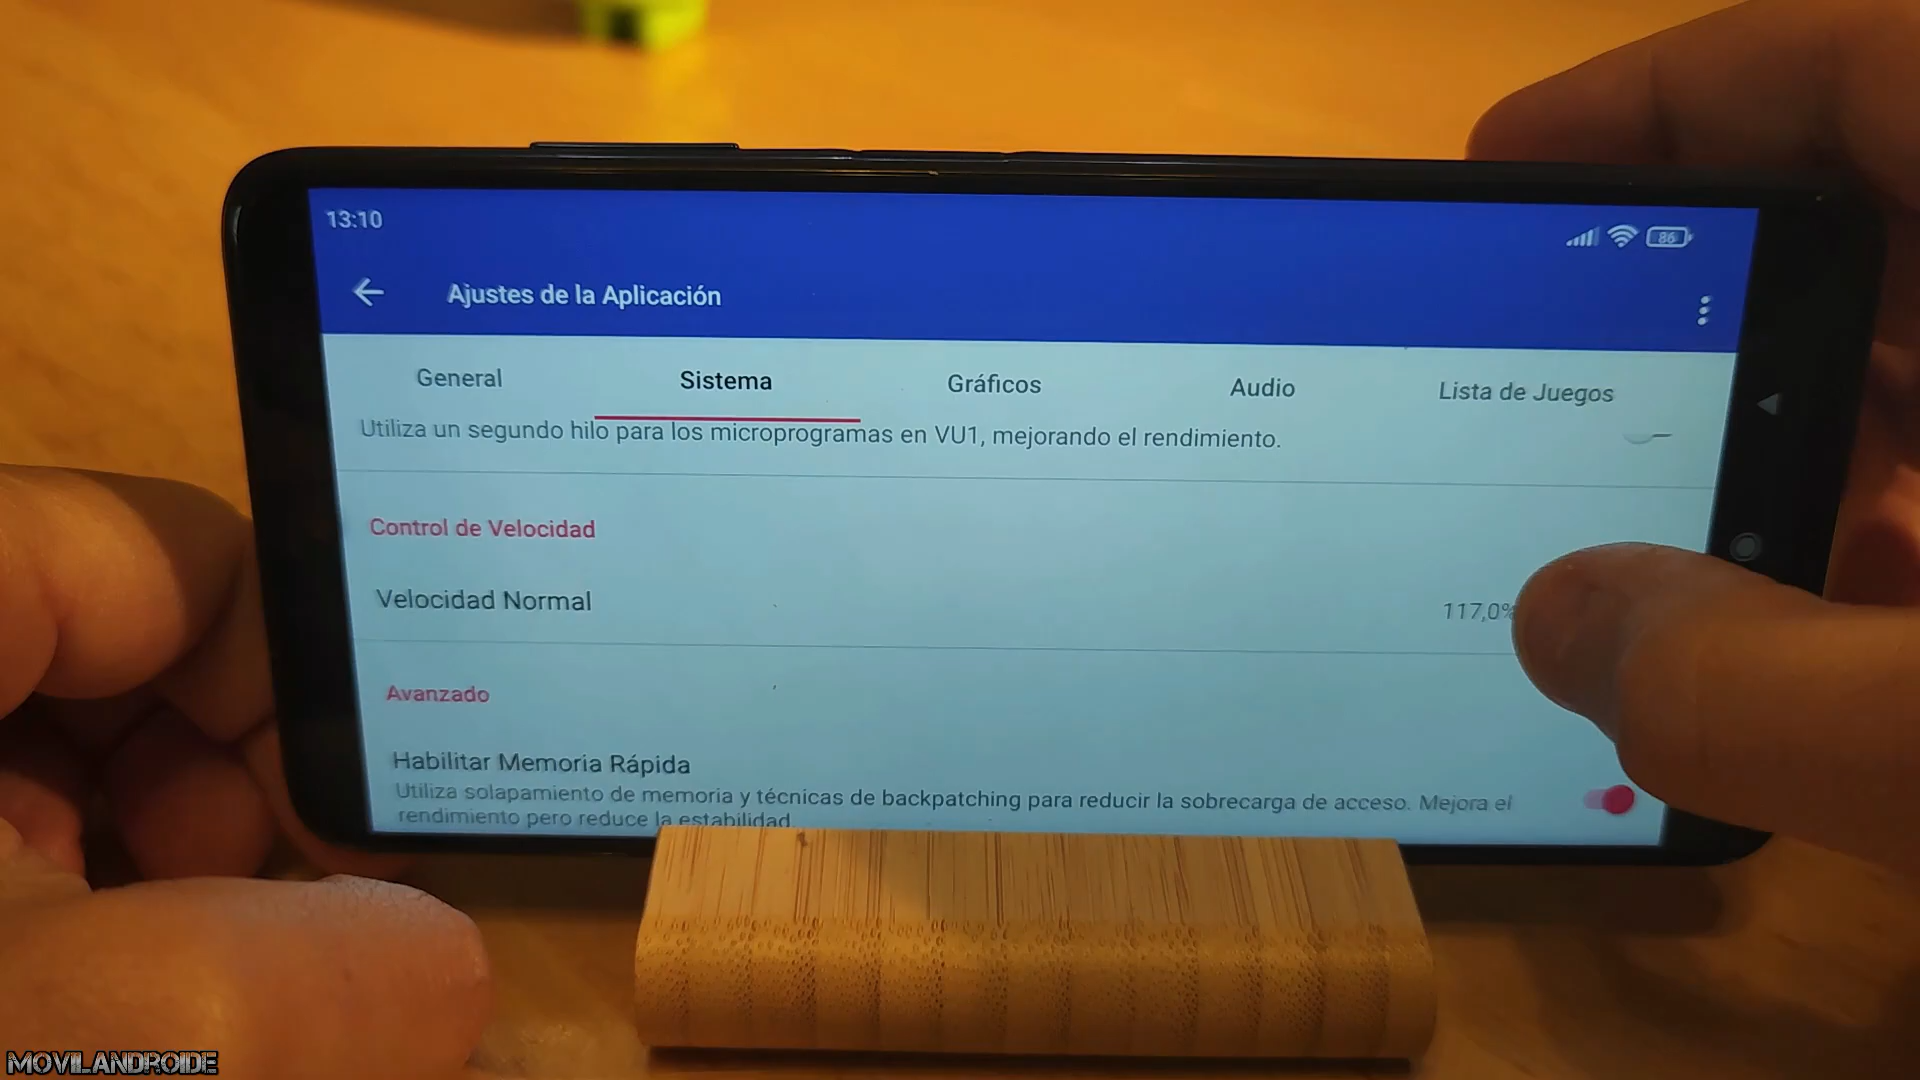 13:10
86
Ajustes de la Aplicación
General
Sistema
Gráficos
Audio
Lista de Juegos
Utiliza un segundo hilo para los microprogramas en VU1, mejorando el rendimiento.
Control de Velocidad
Velocidad Normal
117,0%
Avanzado
Habilitar Memoria Rápida
Utiliza solapamiento de memoria y técnicas de backpatching para reducir la sobrecarga de acceso. Mejora el
rendimiento pero reduce la estabilidad.
MOVILANDROIDE